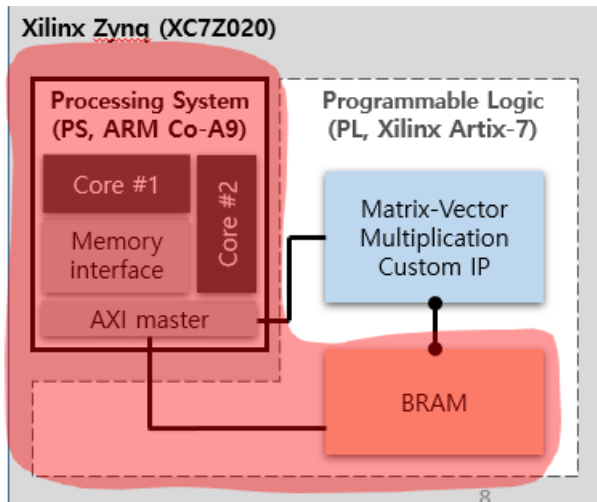 Xilinx Zynq (XC7Z020)
Processing System
(PS, ARM Co-A9)
Core #1
Core #2
Memory
interface
AXI master
Programmable Logic
(PL, Xilinx Artix-7)
Matrix-Vector
Multiplication
Custom IP
BRAM
8